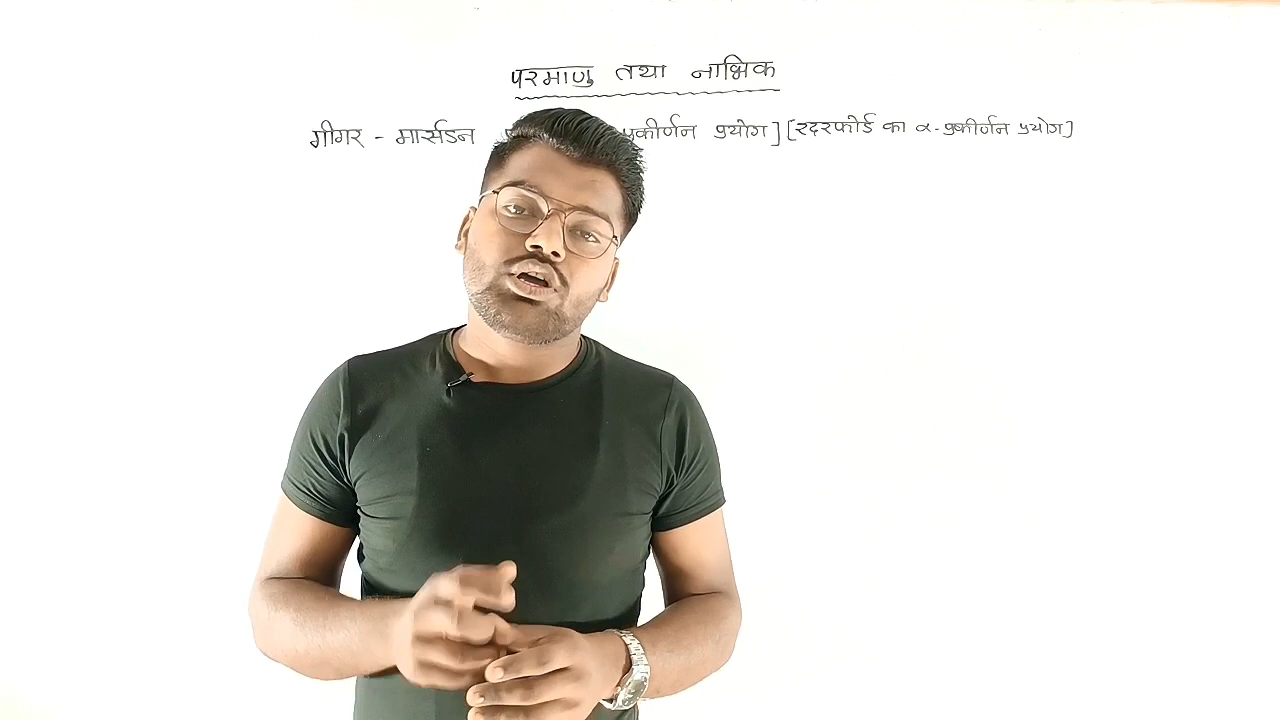 परमाणु तथा नाभिक
गीगर - मार्सडन प्रकीर्णन प्रयोग ] [ रदरफोर्ड का α - प्रकीर्णन प्रयोग ]